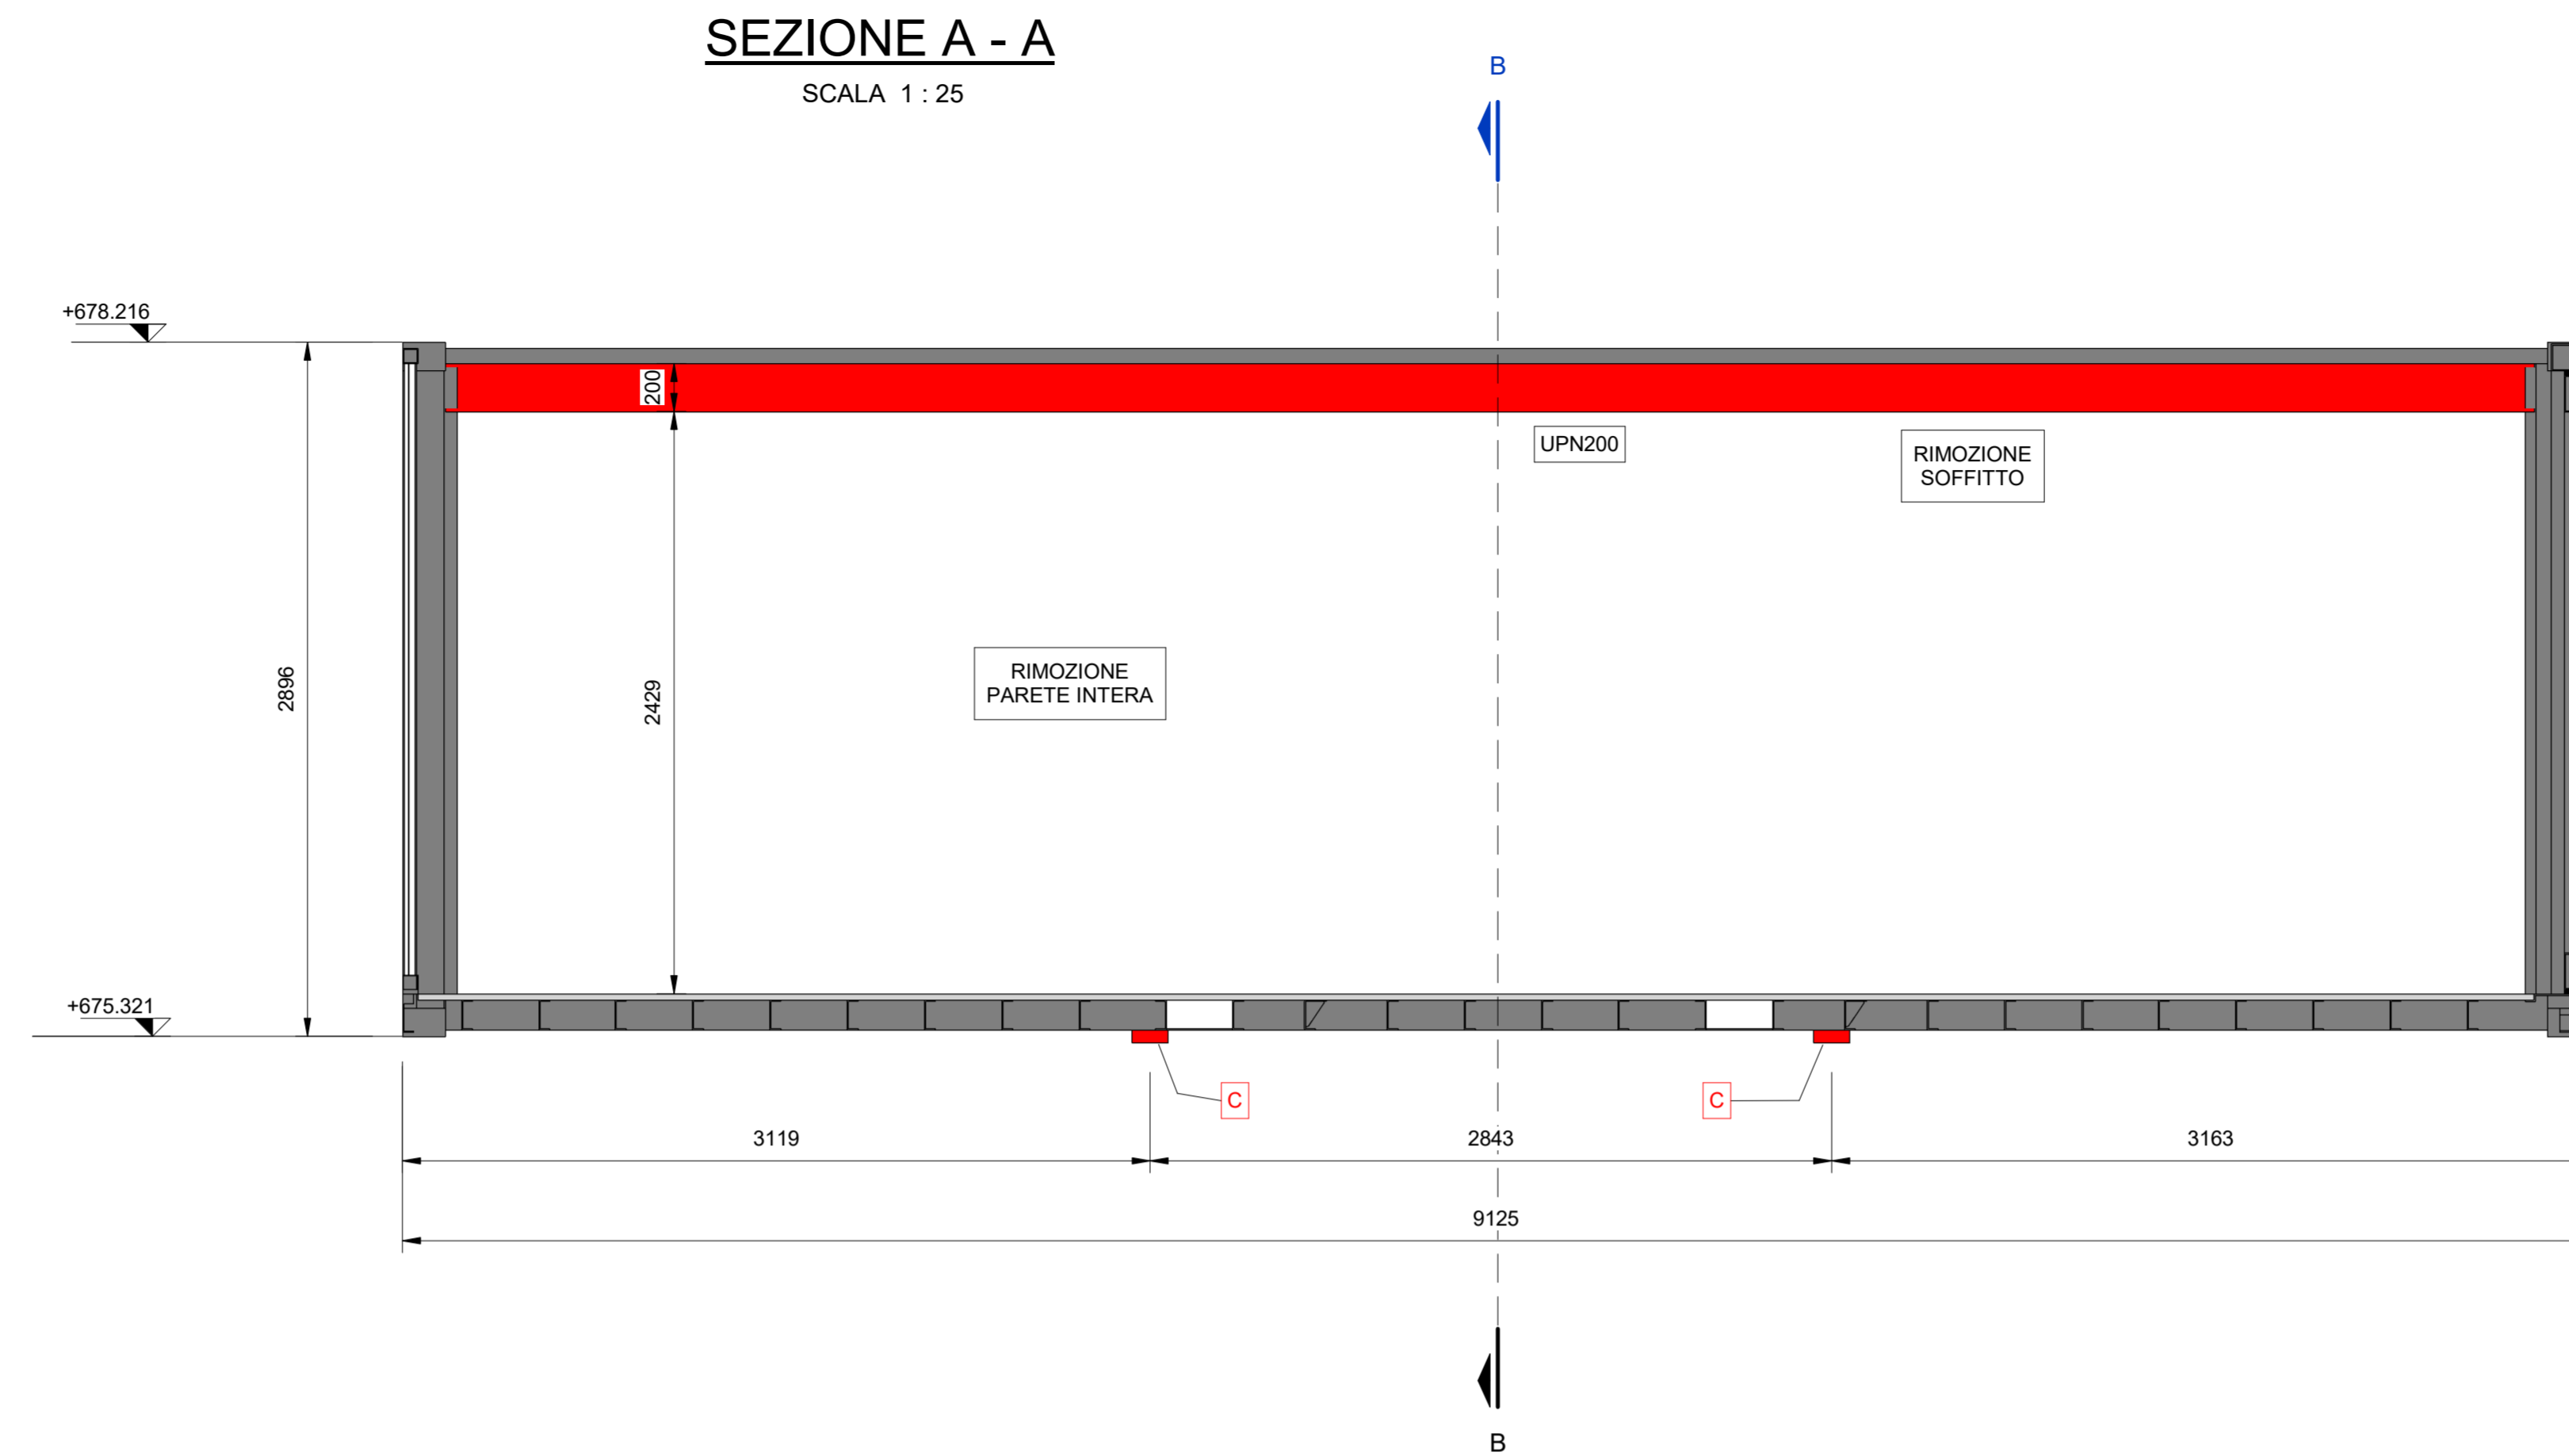 SEZIONE A - A
SCALA 1 : 25
B
+678.216
200
UPN200
RIMOZIONE
SOFFITTO
2896
2429
RIMOZIONE
PARETE INTERA
+675.321
C
C
3119
2843
3163
9125
B